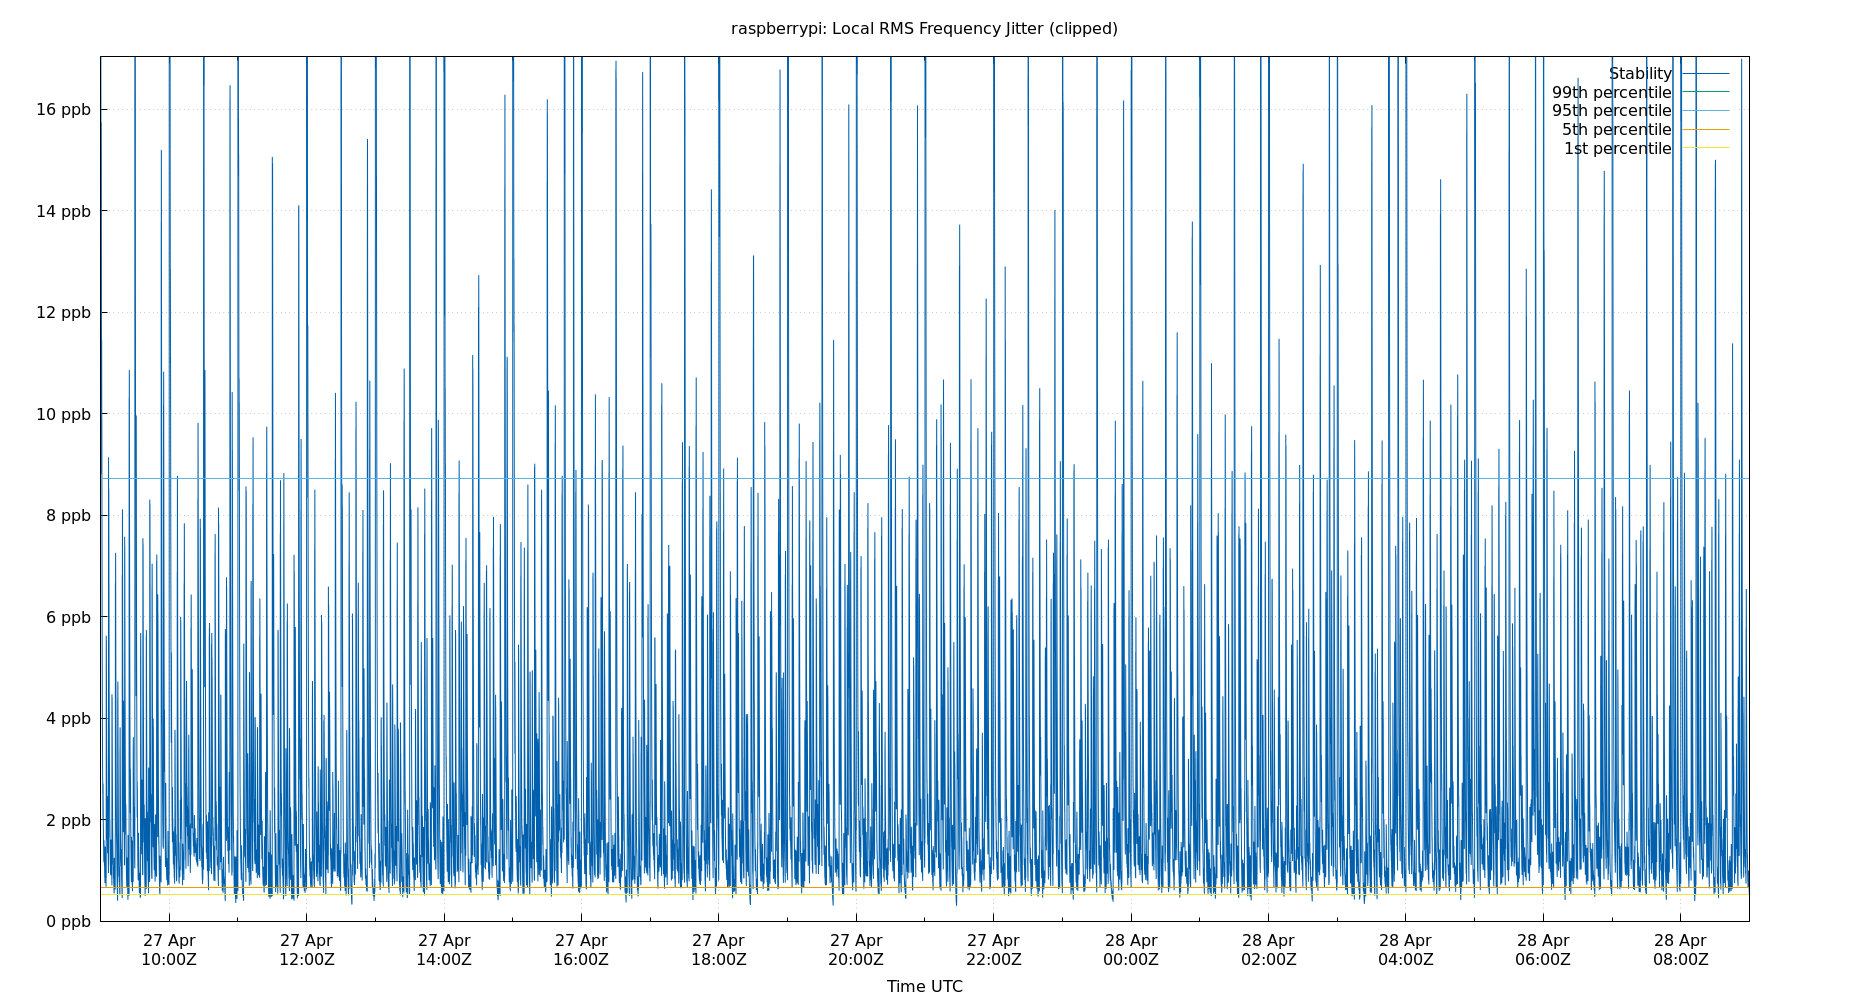 raspberrypi: Local RMS Frequency Jitter (clipped)
Stability
99th percentile
95th percentile
5th percentile
1st percentile
16 ppb
14 ppb
12 ppb
10 ppb
8 ppb
6 ppb
4 ppb
2 ppb
0 ppb
27 Apr 27 Apr 27 Apr 27 Apr 27 Apr 27 Apr 27 Apr 28 Apr 28 Apr 28 Apr 28 Apr 28 Apr
10:00Z 12:00Z 14:00Z 16:00Z 18:00Z 20:00Z 22:00Z 00:00Z 02:00Z 04:00Z 06:00Z 08:00Z
Time UTC